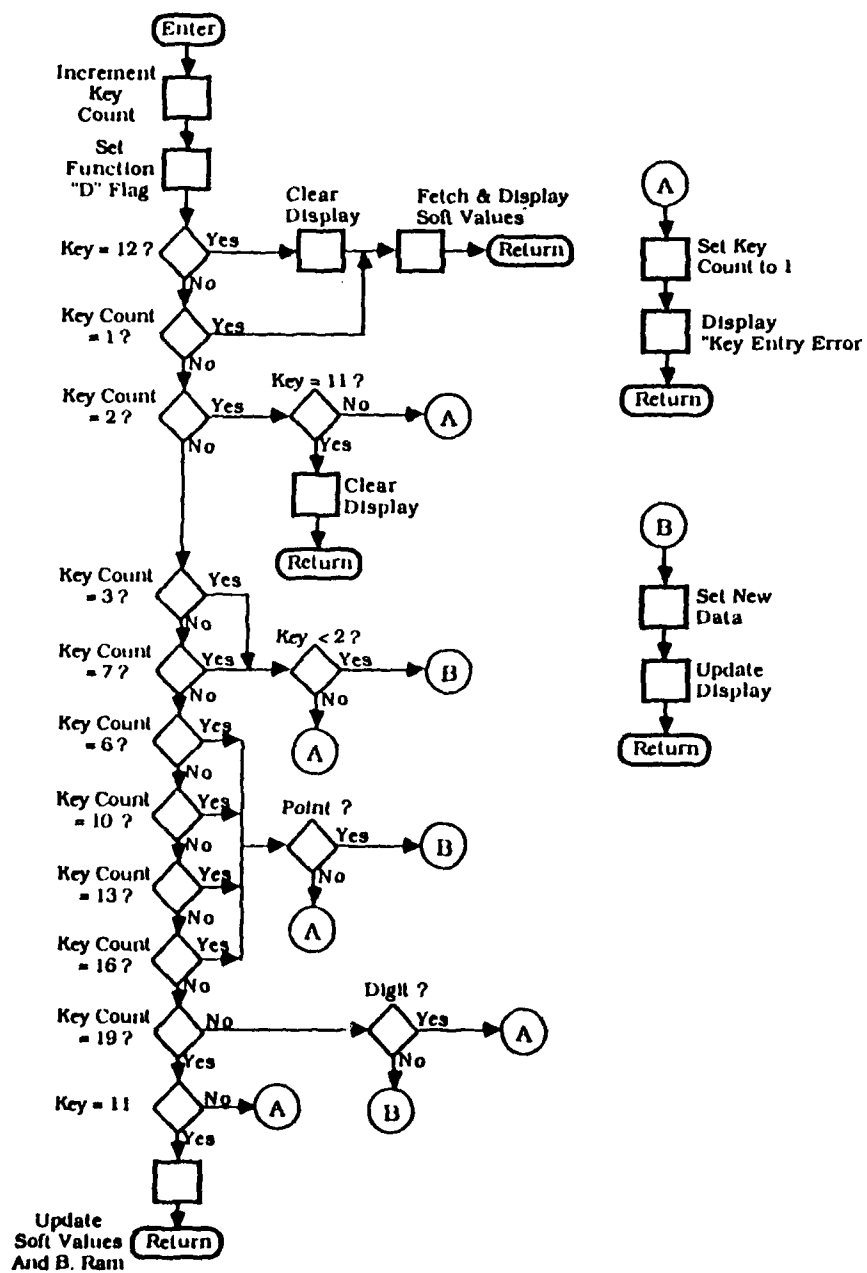 Enter
Increment
Key
Count
Set
Function
"D" Flag
Key = 12 ?
Yes
No
Clear
Display
Fetch & Display
Soft Values
Return
Key Count
= 1 ?
Yes
No
Key Count
= 2 ?
Yes
No
Key = 11 ?
No
A
Yes
Clear
Display
Return
Key Count
= 3 ?
Yes
No
Key Count
= 7 ?
Yes
No
Key < 2 ?
Yes
B
No
A
Key Count
= 6 ?
Yes
No
Key Count
= 10 ?
Yes
No
Point ?
Yes
B
No
A
Key Count
= 13 ?
Yes
No
Key Count
= 16 ?
Yes
No
Key Count
= 19 ?
No
Yes
Digit ?
Yes
A
No
B
Key = 11
No
A
Yes
Update
Soft Values
And B. Ram
Return
A
Set Key
Count to 1
Display
"Key Entry Error
Return
B
Set New
Data
Update
Display
Return